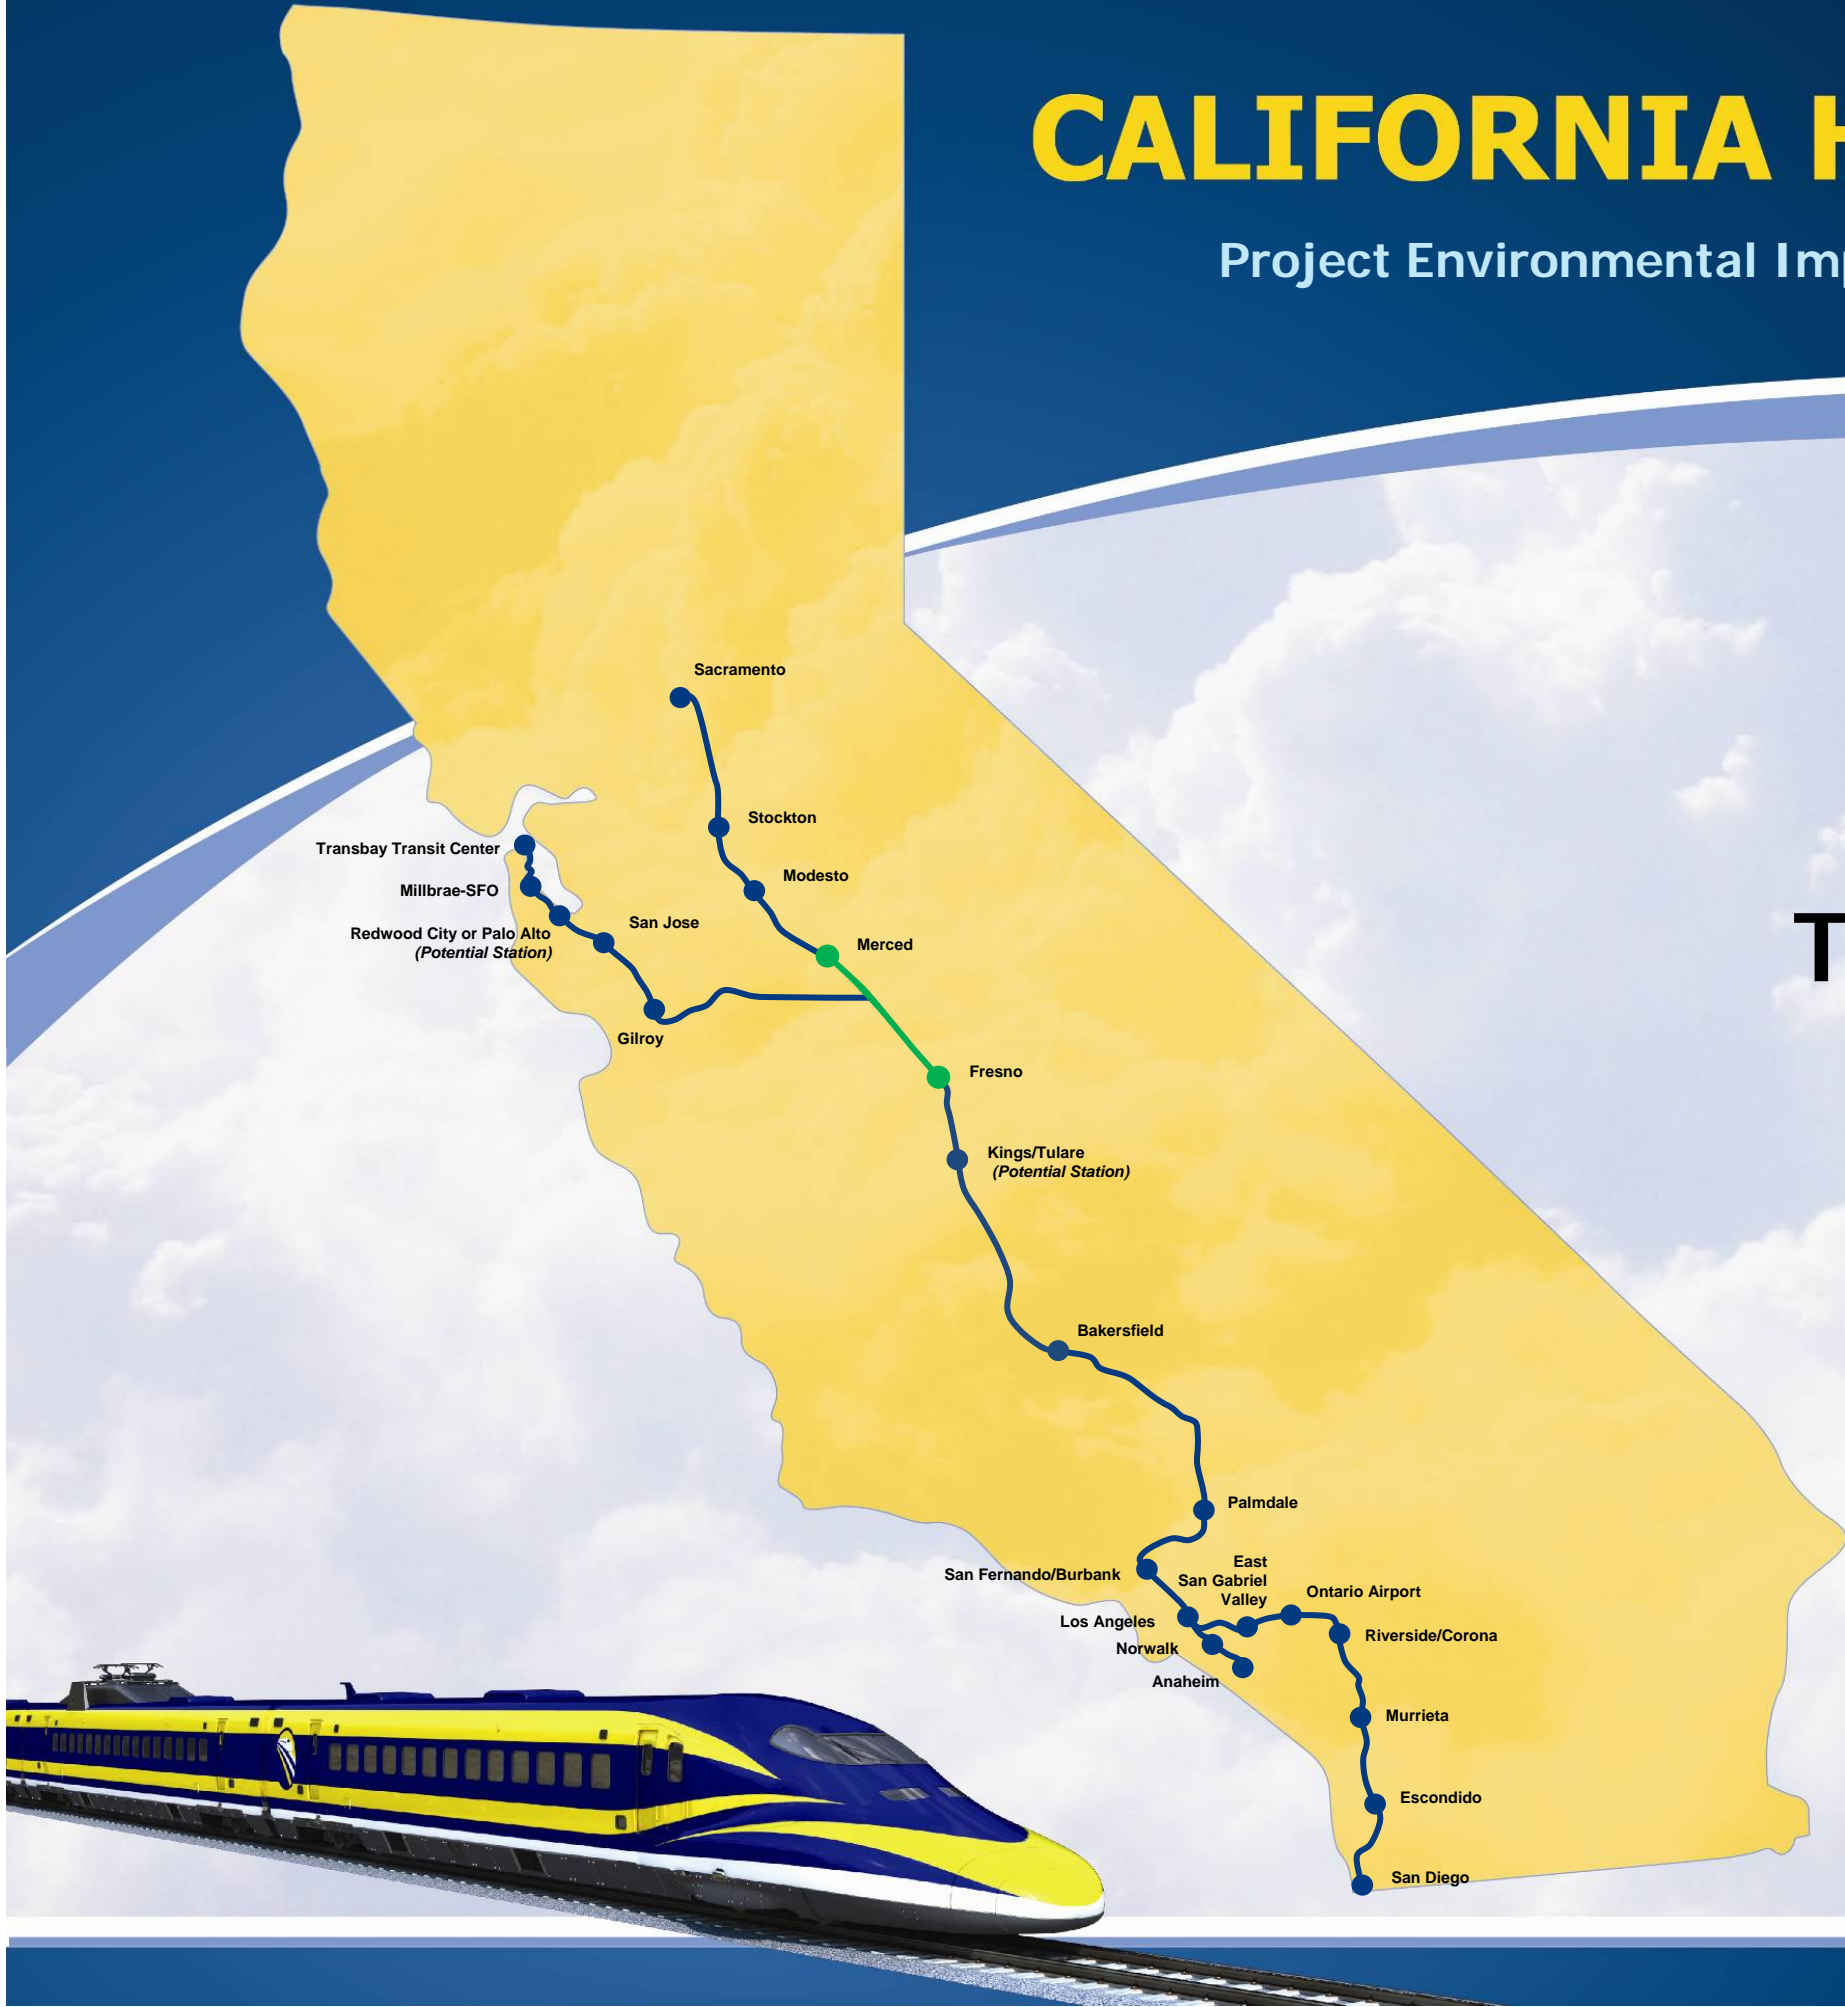 CALIFORNIA H
Project Environmental Imp
Sacramento
Stockton
Transbay Transit Center
Modesto
Millbrae-SFO
San Jose
Redwood City or Palo Alto
(Potential Station)
Merced
T
Gilroy
Fresno
Kings/Tulare
(Potential Station)
Bakersfield
Palmdale
San Fernando/Burbank
East
San Gabriel
Valley
Ontario Airport
Los Angeles
Riverside/Corona
Norwalk
Anaheim
Murrieta
Escondido
San Diego